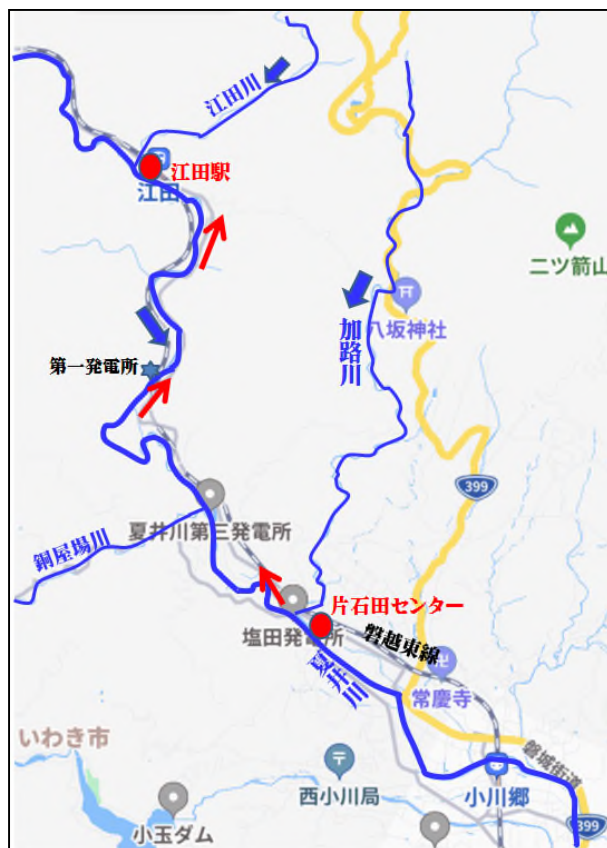 江田川
江田駅
江田
二ツ箭山
八坂神社
加路川
第一発電所
399
夏井川第三発電所
銅屋場川
片石田センター
塩田発電所
磐越東線
夏井川
常慶寺
いわき市
磐城街道
西小川局
小川郷
小玉ダム
399